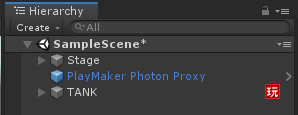 Hierarchy
Create
All
SampleScene*
Stage
PlayMaker Photon Proxy
TANK
玩